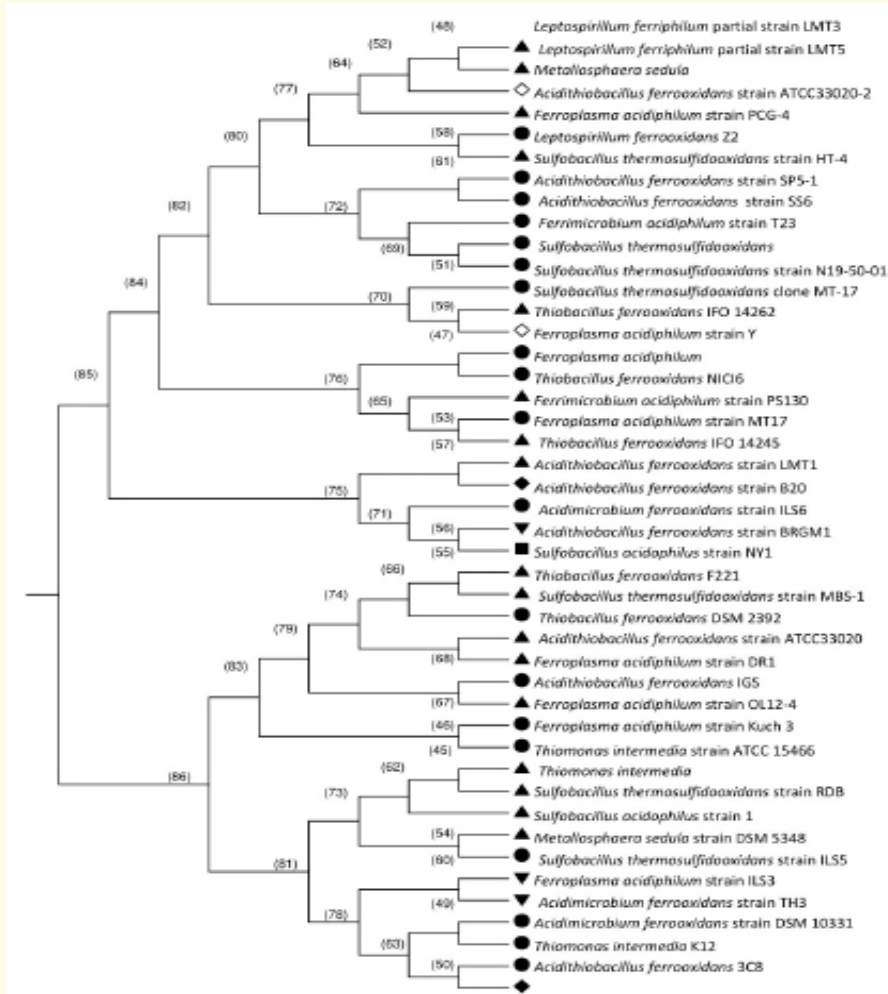 (48) Leptospirillum ferriphilum partial strain LMT3
(52) Leptospirillum ferriphilum partial strain LMT5
(64) Metallosphaera sedula
(77) Acidithiobacillus ferrooxidans strain ATCC33020-2
Ferroplasma acidiphilum strain PCG-4
(80) (58) Leptospirillum ferrooxidans Z2
(61) Sulfobacillus thermosulfidooxidans strain HT-4
Acidithiobacillus ferrooxidans strain SP5-1
(82) (72) Acidithiobacillus ferrooxidans strain SS6
Ferrimicrobium acidiphilum strain T23
(69) Sulfobacillus thermosulfidooxidans
(51) Sulfobacillus thermosulfidooxidans strain N19-50-01
(84) (70) Sulfobacillus thermosulfidooxidans clone MT-17
(59) Thiobacillus ferrooxidans IFO 14262
(47) Ferroplasma acidiphilum strain Y
Ferroplasma acidiphilum
(85) (76) Thiobacillus ferrooxidans NICI6
(65) Ferrimicrobium acidiphilum strain PS130
(53) Ferroplasma acidiphilum strain MT17
(57) Thiobacillus ferrooxidans IFO 14245
Acidithiobacillus ferrooxidans strain LMT1
(75) Acidithiobacillus ferrooxidans strain B20
(71) Acidimicrobium ferrooxidans strain ILS6
(56) Acidithiobacillus ferrooxidans strain BRGM1
(55) Sulfobacillus acidophilus strain NY1
(66) Thiobacillus ferrooxidans F221
(74) Sulfobacillus thermosulfidooxidans strain MBS-1
Thiobacillus ferrooxidans DSM 2392
(79) Acidithiobacillus ferrooxidans strain ATCC33020
(83) (68) Ferroplasma acidiphilum strain DR1
Acidithiobacillus ferrooxidans IGS
(67) Ferroplasma acidiphilum strain OL12-4
(46) Ferroplasma acidiphilum strain Kuch 3
(45) Thiomonas intermedia strain ATCC 15466
(86) (62) Thiomonas intermedia
(73) Sulfobacillus thermosulfidooxidans strain RDB
Sulfobacillus acidophilus strain 1
(54) Metallosphaera sedula strain DSM 5348
(81) (60) Sulfobacillus thermosulfidooxidans strain ILS5
Ferroplasma acidiphilum strain ILS3
(49) Acidimicrobium ferrooxidans strain TH3
(78) Acidimicrobium ferrooxidans strain DSM 10331
(63) Thiomonas intermedia K12
(50) Acidithiobacillus ferrooxidans 3C8